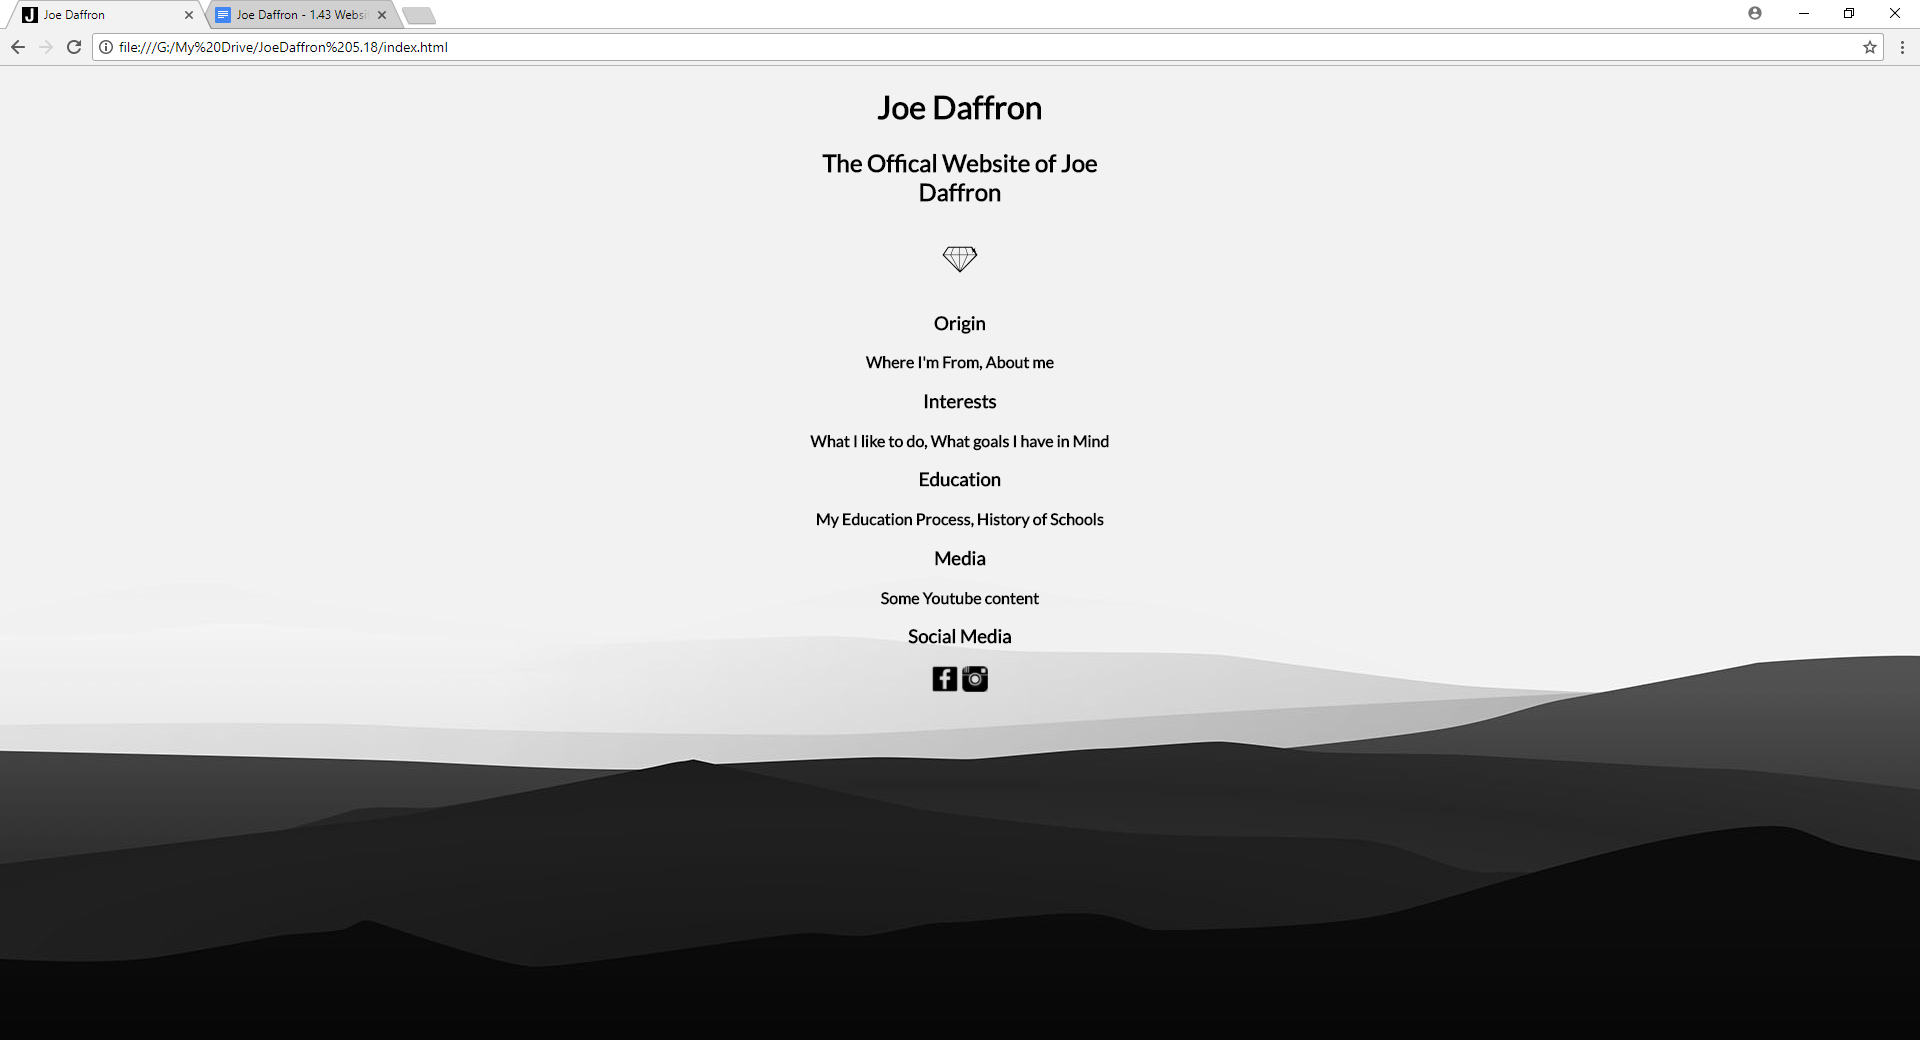 Joe Daffron
Joe Daffron - 1.43 Websi
file:///G:/My%20Drive/JoeDaffron%205.18/index.html
Joe Daffron
The Offical Website of Joe
Daffron
Origin
Where I'm From, About me
Interests
What I like to do, What goals I have in Mind
Education
My Education Process, History of Schools
Media
Some Youtube content
Social Media